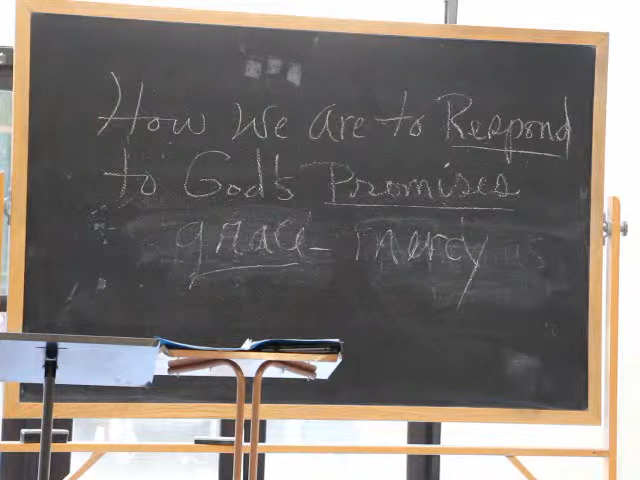 How We are to Respond
to God's Promises
grace - mercy